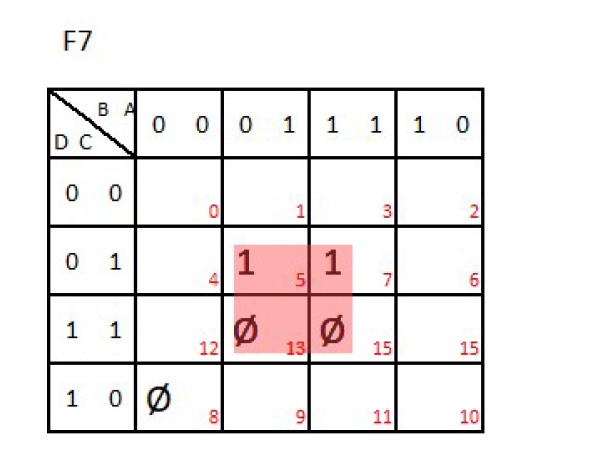 F7
B A
D C
0 0 0 1 1 1 1 0
0 0 0 1 3 2
0 1 4 1 5 1 7 6
1 1 12 Ø 13 Ø 15 15
1 0 Ø 8 9 11 10